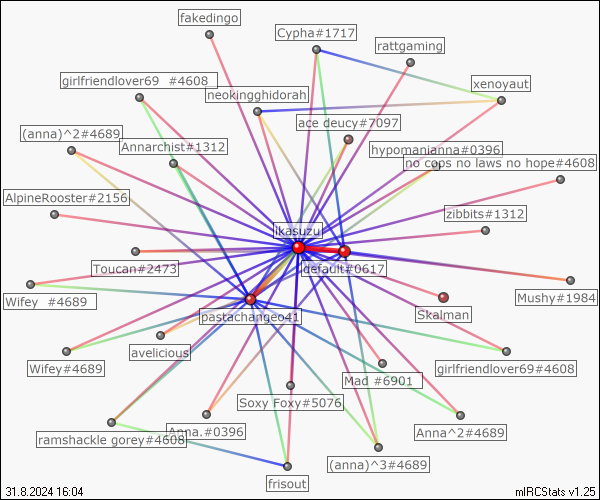 fakedingo
Cypha#1717
rattgaming
girlfriendlover69 #4608
xenoyaut
neokingghidorah
ace deucy#7097
(anna)^2#4689
Annarchist#1312
hypomanianna#0396
no cops no laws no hope#4608
AlpineRooster#2156
zibbits#1312
ikasuzu
Toucan#2473
default#0617
Wifey #4689
Mushy#1984
pastachangeo41
Skalman
avelicious
Wifey#4689
Mad #6901
girlfriendlover69#4608
Soxy Foxy#5076
Anna.#0396
Anna^2#4689
ramshackle gorey#4608
(anna)^3#4689
frisout
31.8.2024 16:04
mIRCStats v1.25